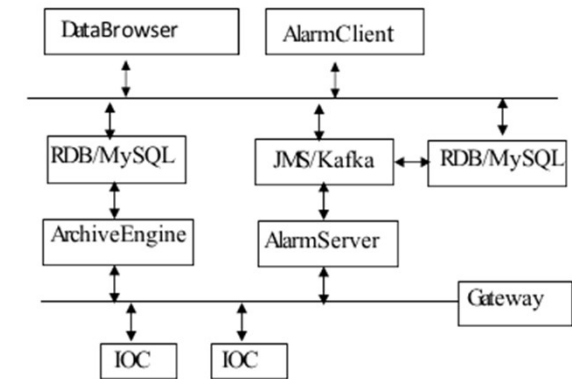 DataBrowser
AlarmClient
RDB/MySQL
JMS/Kafka
RDB/MySQL
ArchiveEngine
AlarmServer
Gateway
IOC
IOC